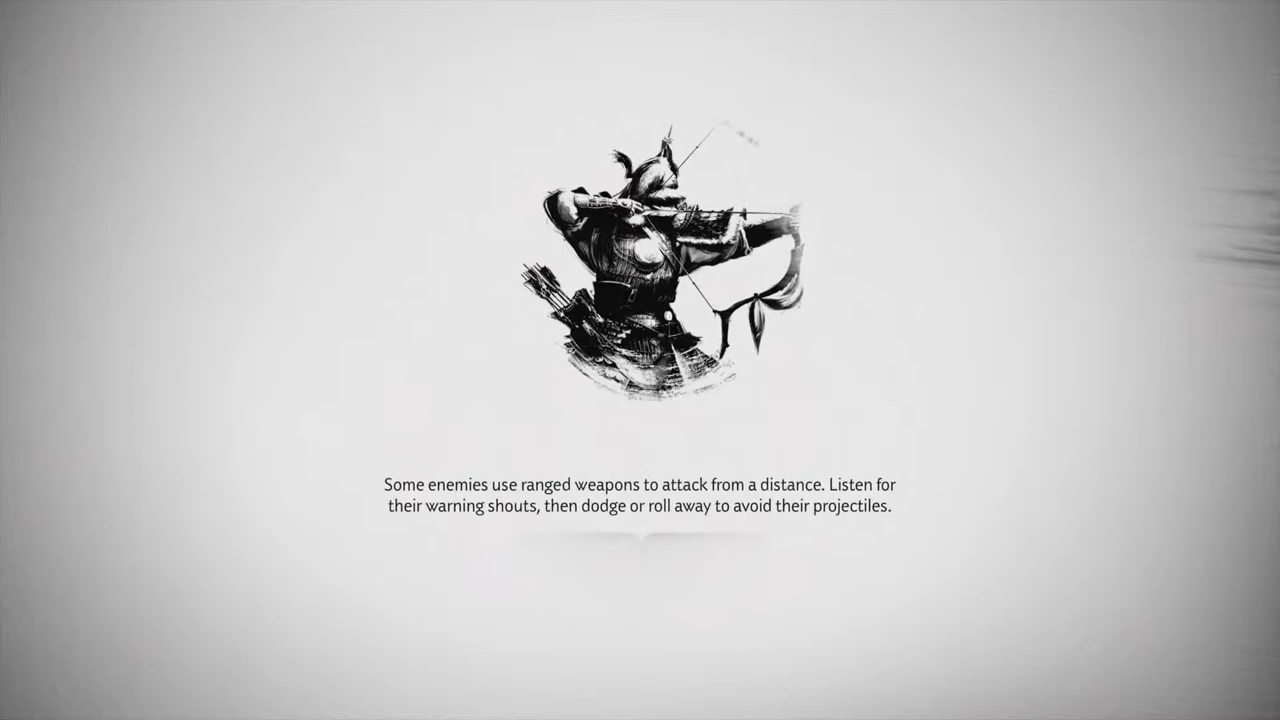 Some enemies use ranged weapons to attack from a distance. Listen for
their warning shouts, then dodge or roll away to avoid their projectiles.